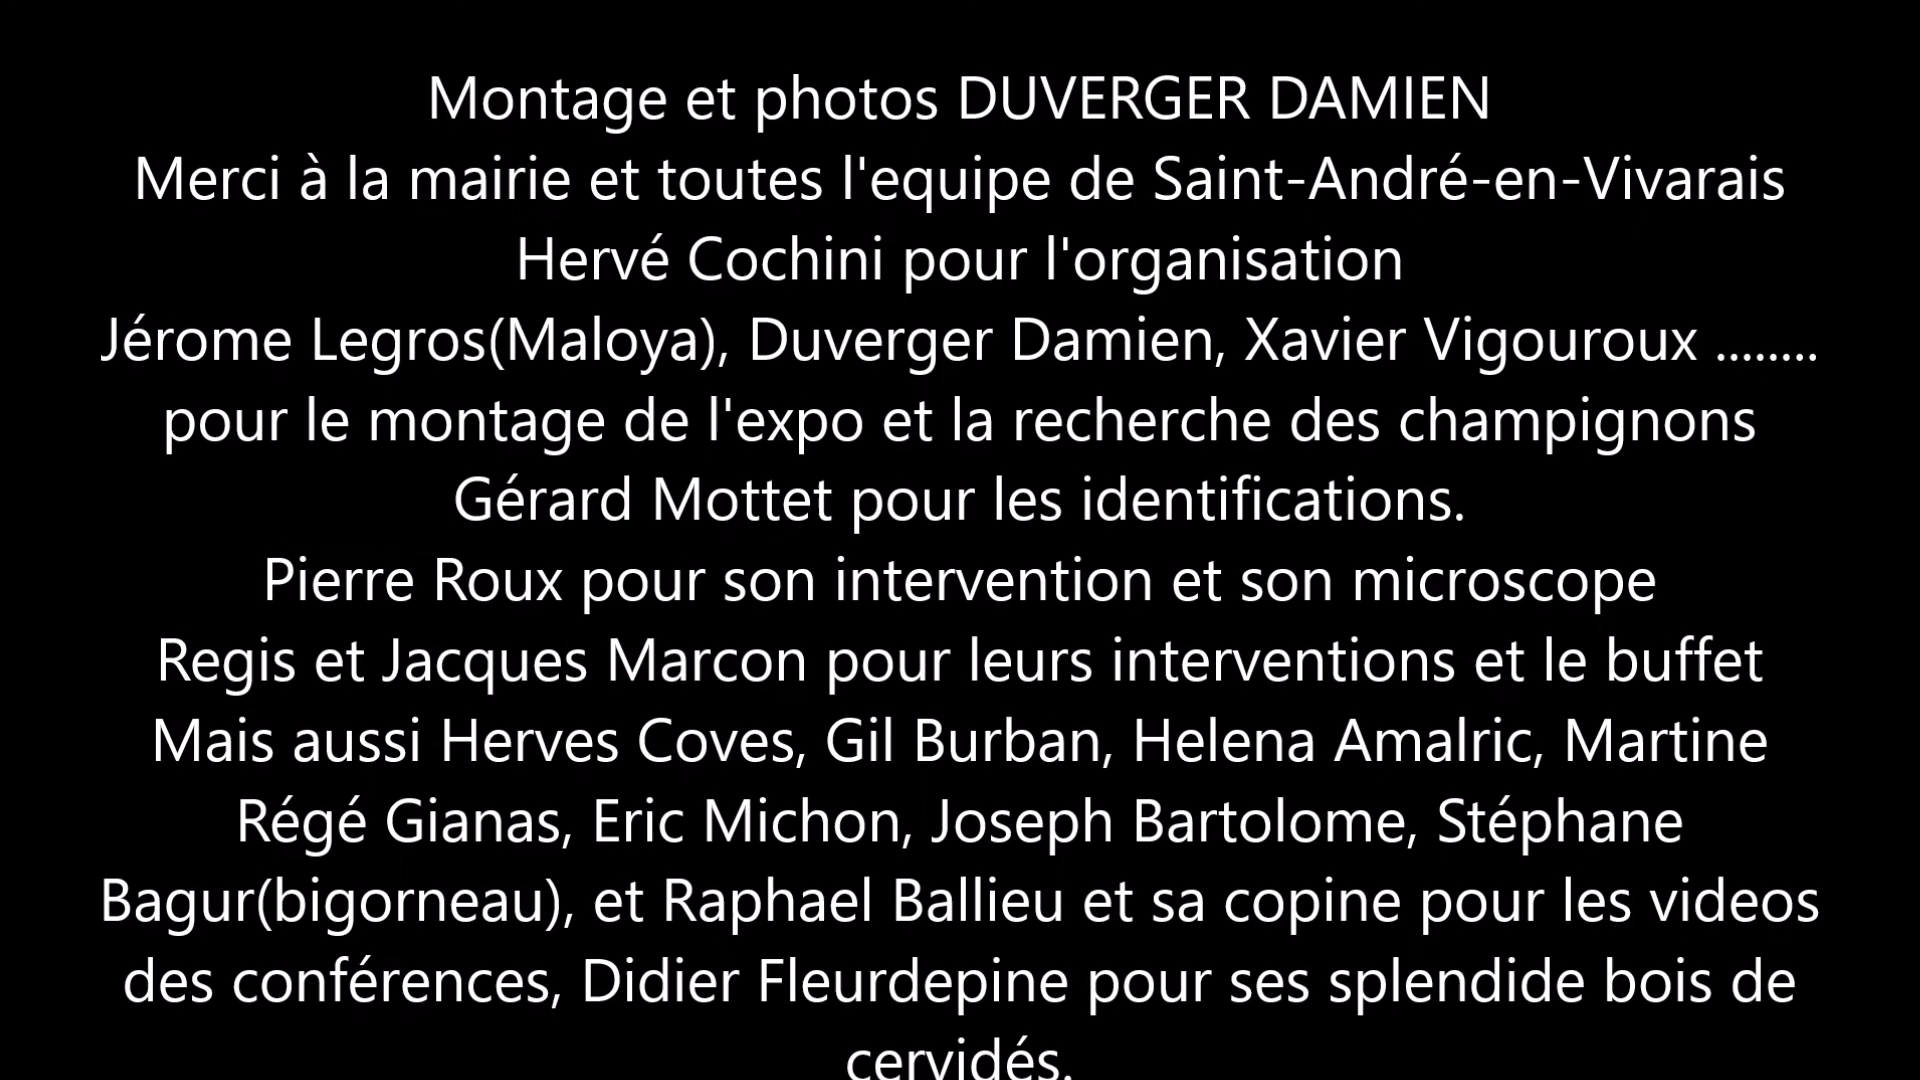 Montage et photos DUVERGER DAMIEN
Merci à la mairie et toutes l'equipe de Saint-André-en-Vivarais
Hervé Cochini pour l'organisation
Jérome Legros(Maloya), Duverger Damien, Xavier Vigouroux ........
pour le montage de l'expo et la recherche des champignons
Gérard Mottet pour les identifications.
Pierre Roux pour son intervention et son microscope
Regis et Jacques Marcon pour leurs interventions et le buffet
Mais aussi Herves Coves, Gil Burban, Helena Amalric, Martine
Régé Gianas, Eric Michon, Joseph Bartolome, Stéphane
Bagur(bigorneau), et Raphael Ballieu et sa copine pour les videos
des conférences, Didier Fleurdepine pour ses splendide bois de
cervidés.